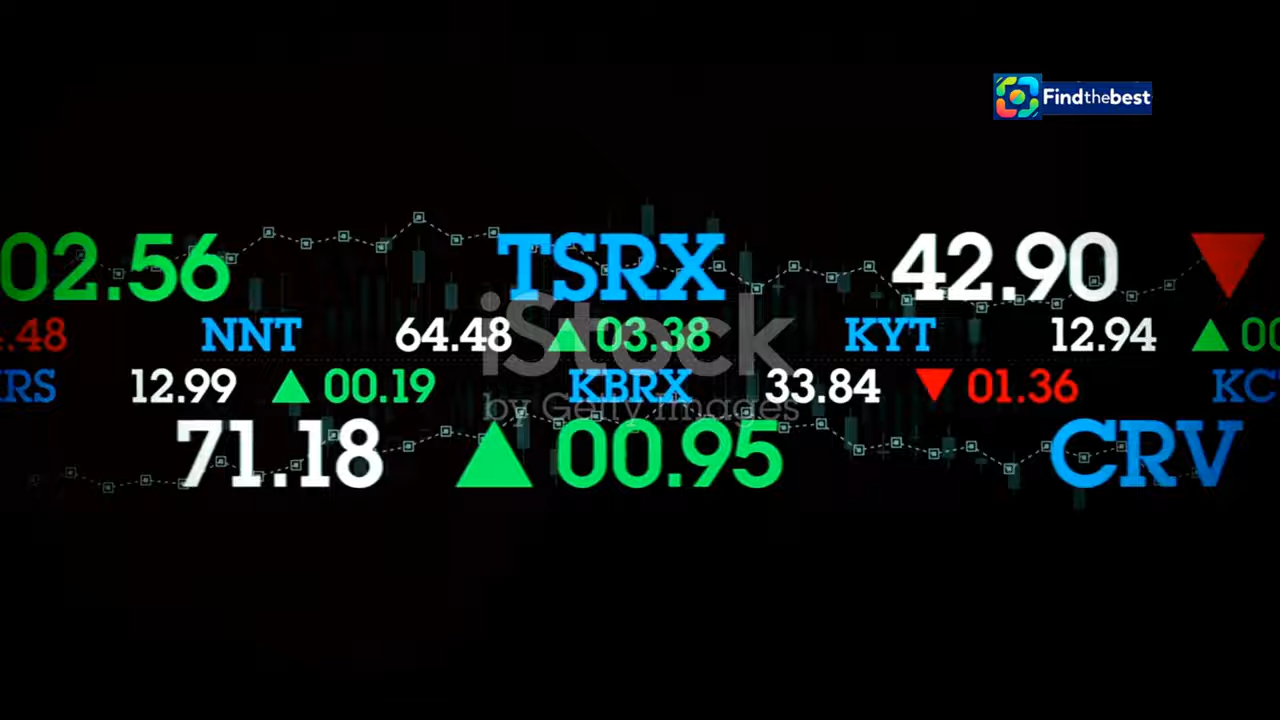 Findthebest
02.56 TSRX 42.90
.48 NNT 64.48 03.38 KYT 12.94 00
RS 12.99 00.19 KBRX 33.84 01.36 KC
71.18 00.95 CRV
iStock
by Getty Images